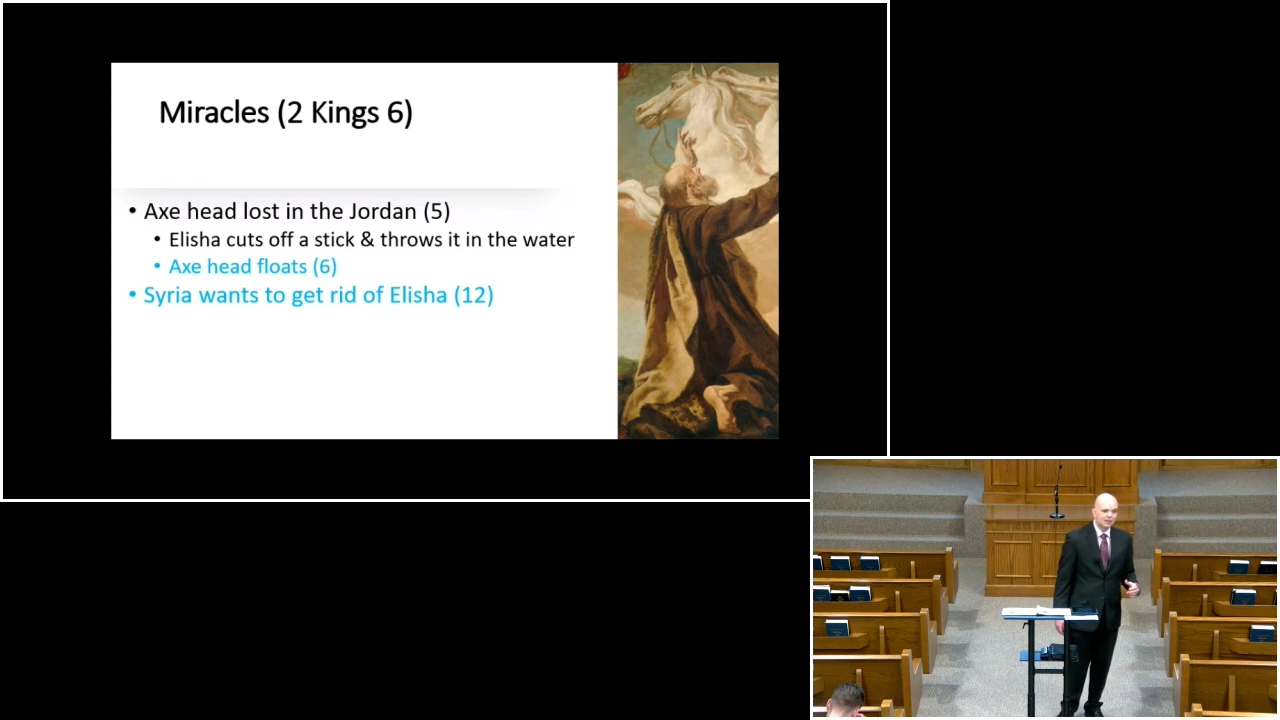 Miracles (2 Kings 6)
• Axe head lost in the Jordan (5)
• Elisha cuts off a stick & throws it in the water
• Axe head floats (6)
• Syria wants to get rid of Elisha (12)